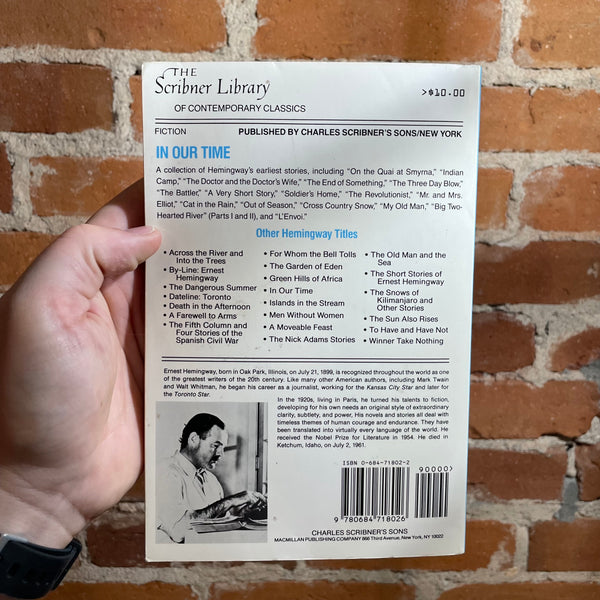 THE
Scribner Library
OF CONTEMPORARY CLASSICS
>$10.00
FICTION PUBLISHED BY CHARLES SCRIBNER'S SONS/NEW YORK
IN OUR TIME
A collection of Hemingway's earliest stories, including "On the Quai at Smyrna," "Indian
Camp," "The Doctor and the Doctor's Wife," "The End of Something," "The Three Day Blow,"
"The Battler," "A Very Short Story," "Soldier's Home," "The Revolutionist," "Mr. and Mrs.
Elliot," "Cat in the Rain," "Out of Season," "Cross Country Snow," "My Old Man," "Big Two-
Hearted River" (Parts I and II), and "L'Envoi."
Other Hemingway Titles
• Across the River and
Into the Trees
• By-Line: Ernest
Hemingway
• The Dangerous Summer
• Dateline: Toronto
• Death in the Afternoon
• A Farewell to Arms
• The Fifth Column and
Four Stories of the
Spanish Civil War
• For Whom the Bell Tolls
• The Garden of Eden
• Green Hills of Africa
• In Our Time
• Islands in the Stream
• Men Without Women
• A Moveable Feast
• The Nick Adams Stories
• The Old Man and the
Sea
• The Short Stories of
Ernest Hemingway
• The Snows of
Kilimanjaro and
Other Stories
• The Sun Also Rises
• To Have and Have Not
• Winner Take Nothing
Ernest Hemingway, born in Oak Park, Illinois, on July 21, 1899, is recognized throughout the world as one
of the greatest writers of the 20th century. Like many other American authors, including Mark Twain
and Walt Whitman, he began his career as a journalist, working for the Kansas City Star and later for
the Toronto Star.
In the 1920s, living in Paris, he turned his talents to fiction,
developing for his own needs an original style of extraordinary
clarity, subtlety, and power. His novels and stories all deal with
timeless themes of human courage and endurance. They have
been translated into virtually every language of the world. He
received the Nobel Prize for Literature in 1954. He died in
Ketchum, Idaho, on July 2, 1961.
ISBN 0-684-71802-2
90000>
9 780684 718026
CHARLES SCRIBNER'S SONS
MACMILLAN PUBLISHING COMPANY 866 Third Avenue, New York, NY 10022